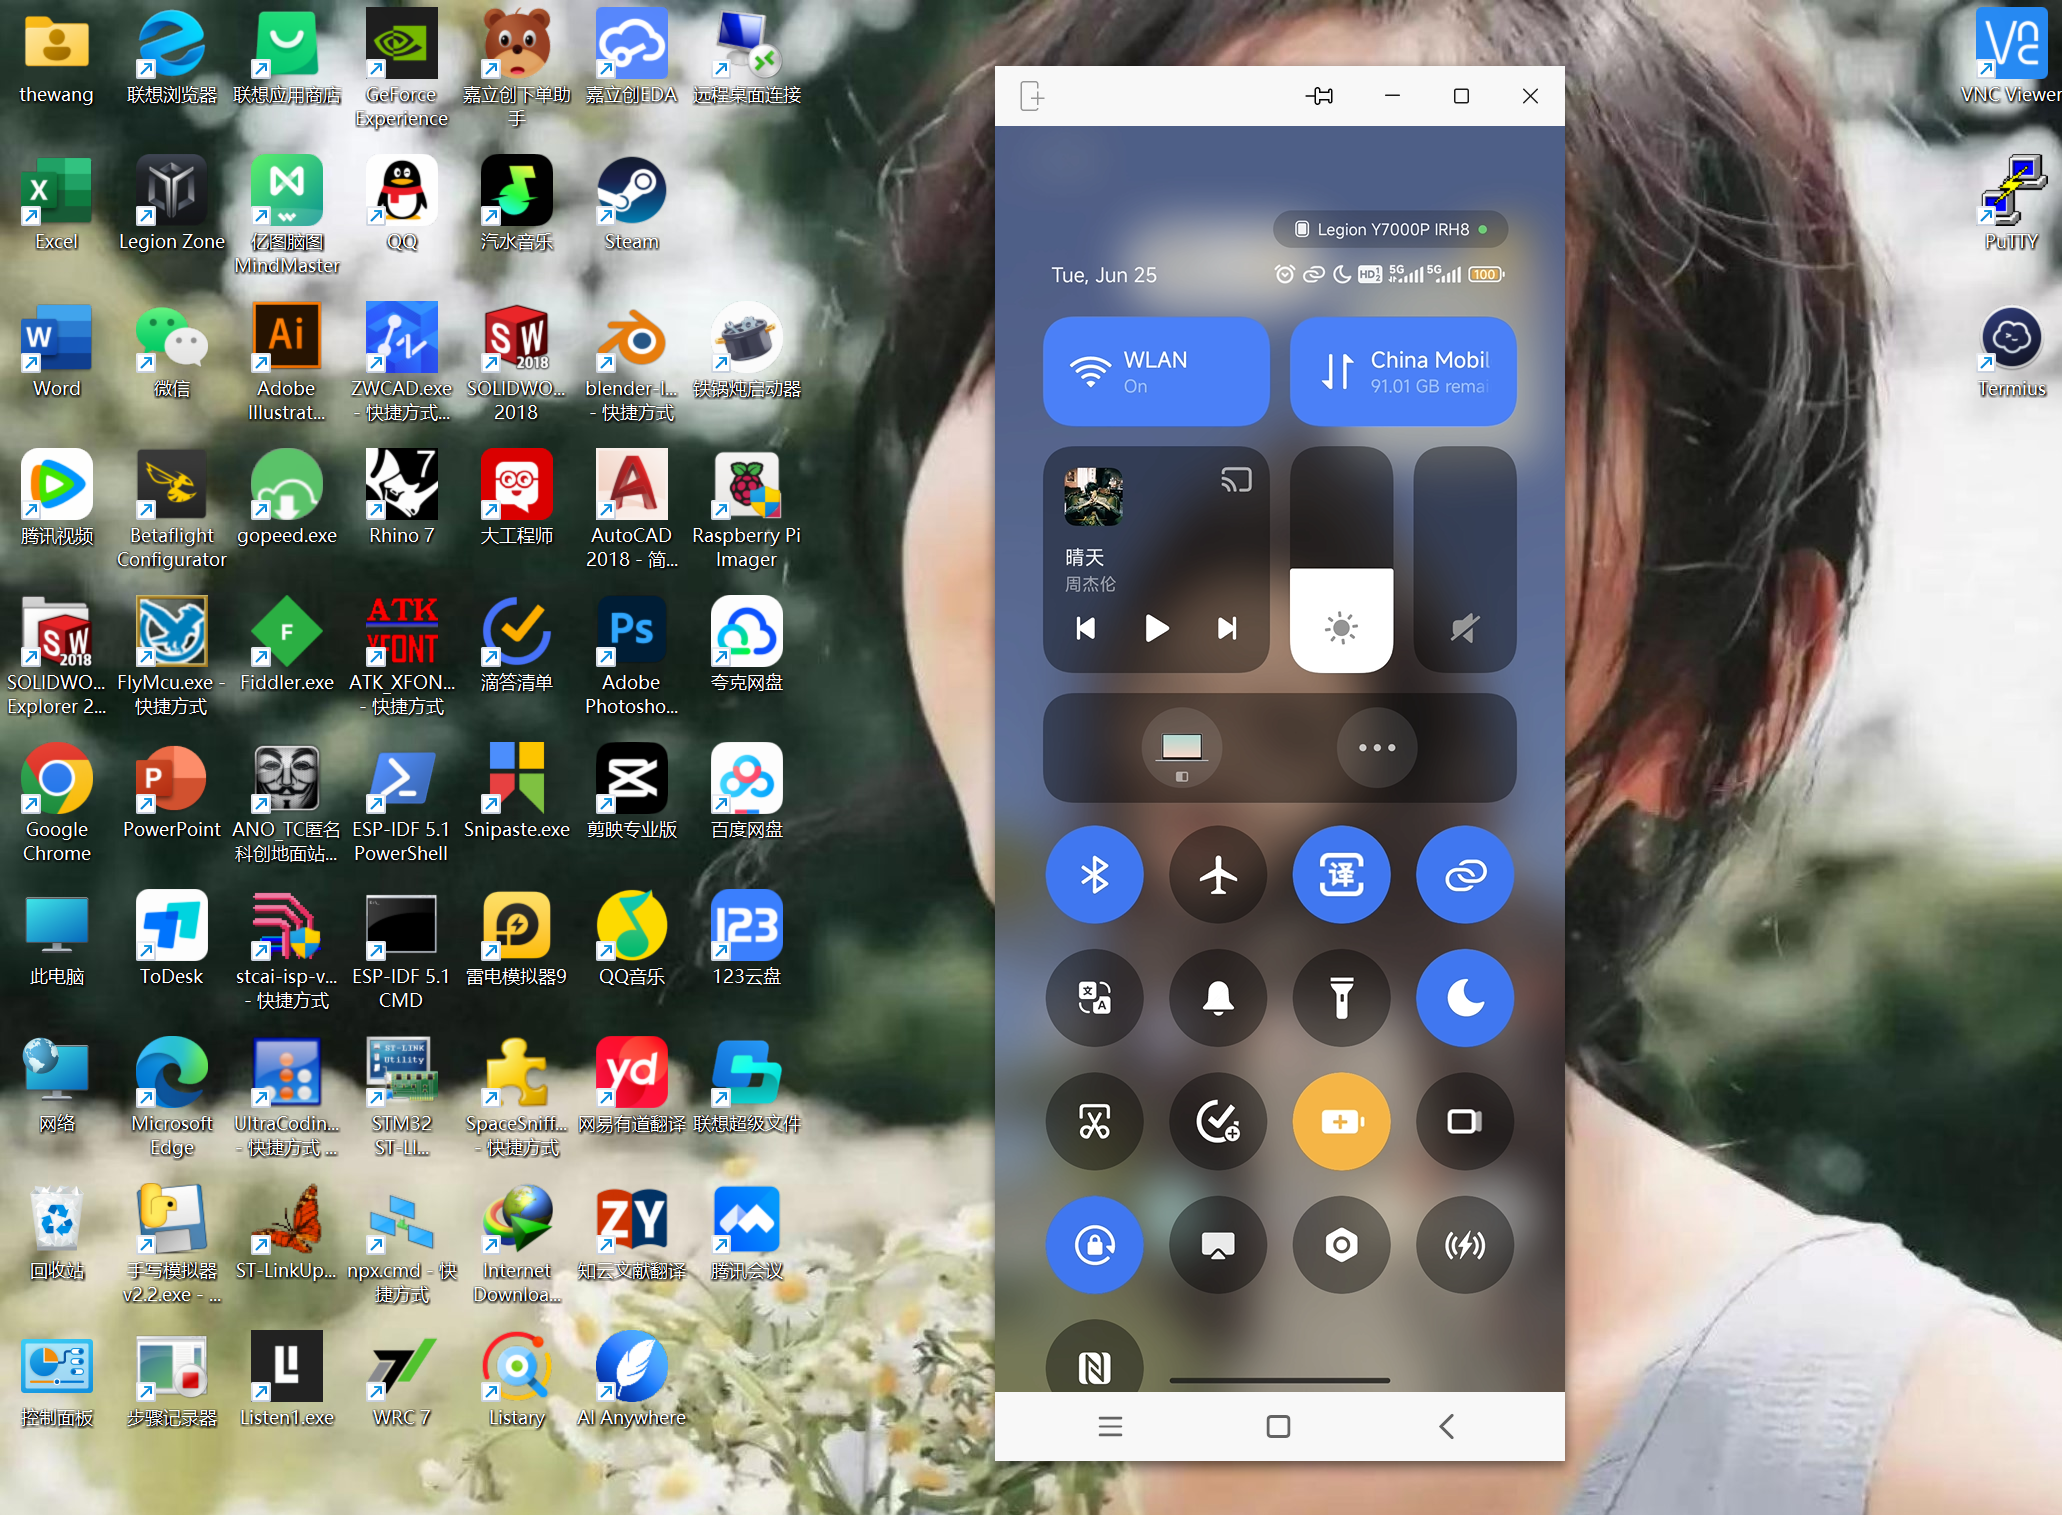 thewang
联想浏览器
联想应用商店
GeForce
Experience
嘉立创下单助
手
嘉立创EDA
远程桌面连接
VNC Viewer
Excel
Legion Zone
亿图脑图
MindMaster
QQ
汽水音乐
Steam
PuTTY
Word
微信
Adobe
Illustrat...
ZWCAD.exe
- 快捷方式...
SOLIDWO...
2018
blender-l...
- 快捷方式
铁锅炖启动器
Termius
腾讯视频
Betaflight
Configurator
gopeed.exe
Rhino 7
大工程师
AutoCAD
2018 - 简...
Raspberry Pi
Imager
SOLIDWO...
Explorer 2...
FlyMcu.exe -
快捷方式
Fiddler.exe
ATK_XFON...
- 快捷方式
滴答清单
Adobe
Photosho...
夸克网盘
Google
Chrome
PowerPoint
ANO_TC匿名
科创地面站...
ESP-IDF 5.1
PowerShell
Snipaste.exe
剪映专业版
百度网盘
此电脑
ToDesk
stcai-isp-v...
- 快捷方式
ESP-IDF 5.1
CMD
雷电模拟器9
QQ音乐
123云盘
网络
Microsoft
Edge
UltraCodin...
- 快捷方式 ...
STM32
ST-LI...
SpaceSniff...
- 快捷方式
网易有道翻译
联想超级文件
回收站
手写模拟器
v2.2.exe - ...
ST-LinkUp...
npx.cmd - 快
捷方式
Internet
Downloa...
知云文献翻译
腾讯会议
控制面板
步骤记录器
Listen1.exe
WRC 7
Listary
AI Anywhere
Legion Y7000P IRH8
Tue, Jun 25
HD 5G 5G 100
WLAN
On
China Mobil
91.01 GB remai
晴天
周杰伦
译
文
A